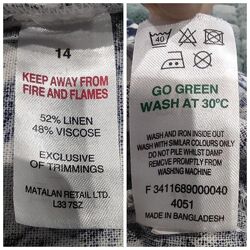 14
KEEP AWAY FROM
FIRE AND FLAMES
52% LINEN
48% VISCOSE
EXCLUSIVE
OF TRIMMINGS
MATALAN RETAIL LTD.
L33 7SZ
40
GO GREEN
WASH AT 30°C
WASH AND IRON INSIDE OUT
WASH WITH SIMILAR COLOURS ONLY
DO NOT PILE WHILST DAMP
REMOVE PROMPTLY FROM
WASHING MACHINE
F 3411689000040
4051
MADE IN BANGLADESH